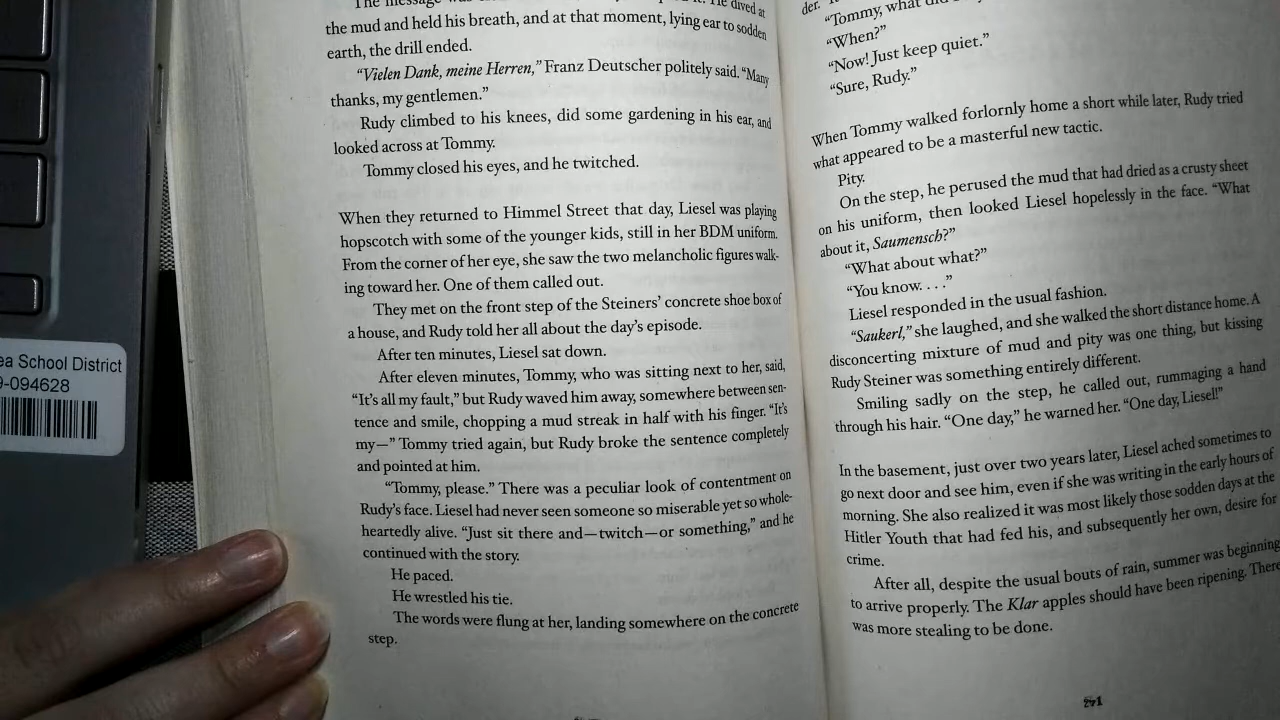 The message was
it. He dived at
the mud and held his breath, and at that moment, lying ear to sodden
earth, the drill ended.
“Vielen Dank, meine Herren,” Franz Deutscher politely said. “Many
thanks, my gentlemen.”
Rudy climbed to his knees, did some gardening in his ear, and
looked across at Tommy.
Tommy closed his eyes, and he twitched.
When they returned to Himmel Street that day, Liesel was playing
hopscotch with some of the younger kids, still in her BDM uniform.
From the corner of her eye, she saw the two melancholic figures walk-
ing toward her. One of them called out.
They met on the front step of the Steiners’ concrete shoe box of
a house, and Rudy told her all about the day’s episode.
After ten minutes, Liesel sat down.
After eleven minutes, Tommy, who was sitting next to her, said,
“It’s all my fault,” but Rudy waved him away, somewhere between sen-
tence and smile, chopping a mud streak in half with his finger. “It’s
my—” Tommy tried again, but Rudy broke the sentence completely
and pointed at him.
“Tommy, please.” There was a peculiar look of contentment on
Rudy’s face. Liesel had never seen someone so miserable yet so whole-
heartedly alive. “Just sit there and—twitch—or something,” and he
continued with the story.
He paced.
He wrestled his tie.
The words were flung at her, landing somewhere on the concrete
step.
der.
“Tommy, what did
“When?”
“Now! Just keep quiet.”
“Sure, Rudy.”
When Tommy walked forlornly home a short while later, Rudy tried
what appeared to be a masterful new tactic.
Pity.
On the step, he perused the mud that had dried as a crusty sheet
on his uniform, then looked Liesel hopelessly in the face. “What
about it, Saumensch?”
“What about what?”
“You know. . . .”
Liesel responded in the usual fashion.
“Saukerl,” she laughed, and she walked the short distance home. A
disconcerting mixture of mud and pity was one thing, but kissing
Rudy Steiner was something entirely different.
Smiling sadly on the step, he called out, rummaging a hand
through his hair. “One day,” he warned her. “One day, Liesel!”
In the basement, just over two years later, Liesel ached sometimes to
go next door and see him, even if she was writing in the early hours of
morning. She also realized it was most likely those sodden days at the
Hitler Youth that had fed his, and subsequently her own, desire for
crime.
After all, despite the usual bouts of rain, summer was beginning
to arrive properly. The Klar apples should have been ripening. There
was more stealing to be done.
ea School District
9-094628